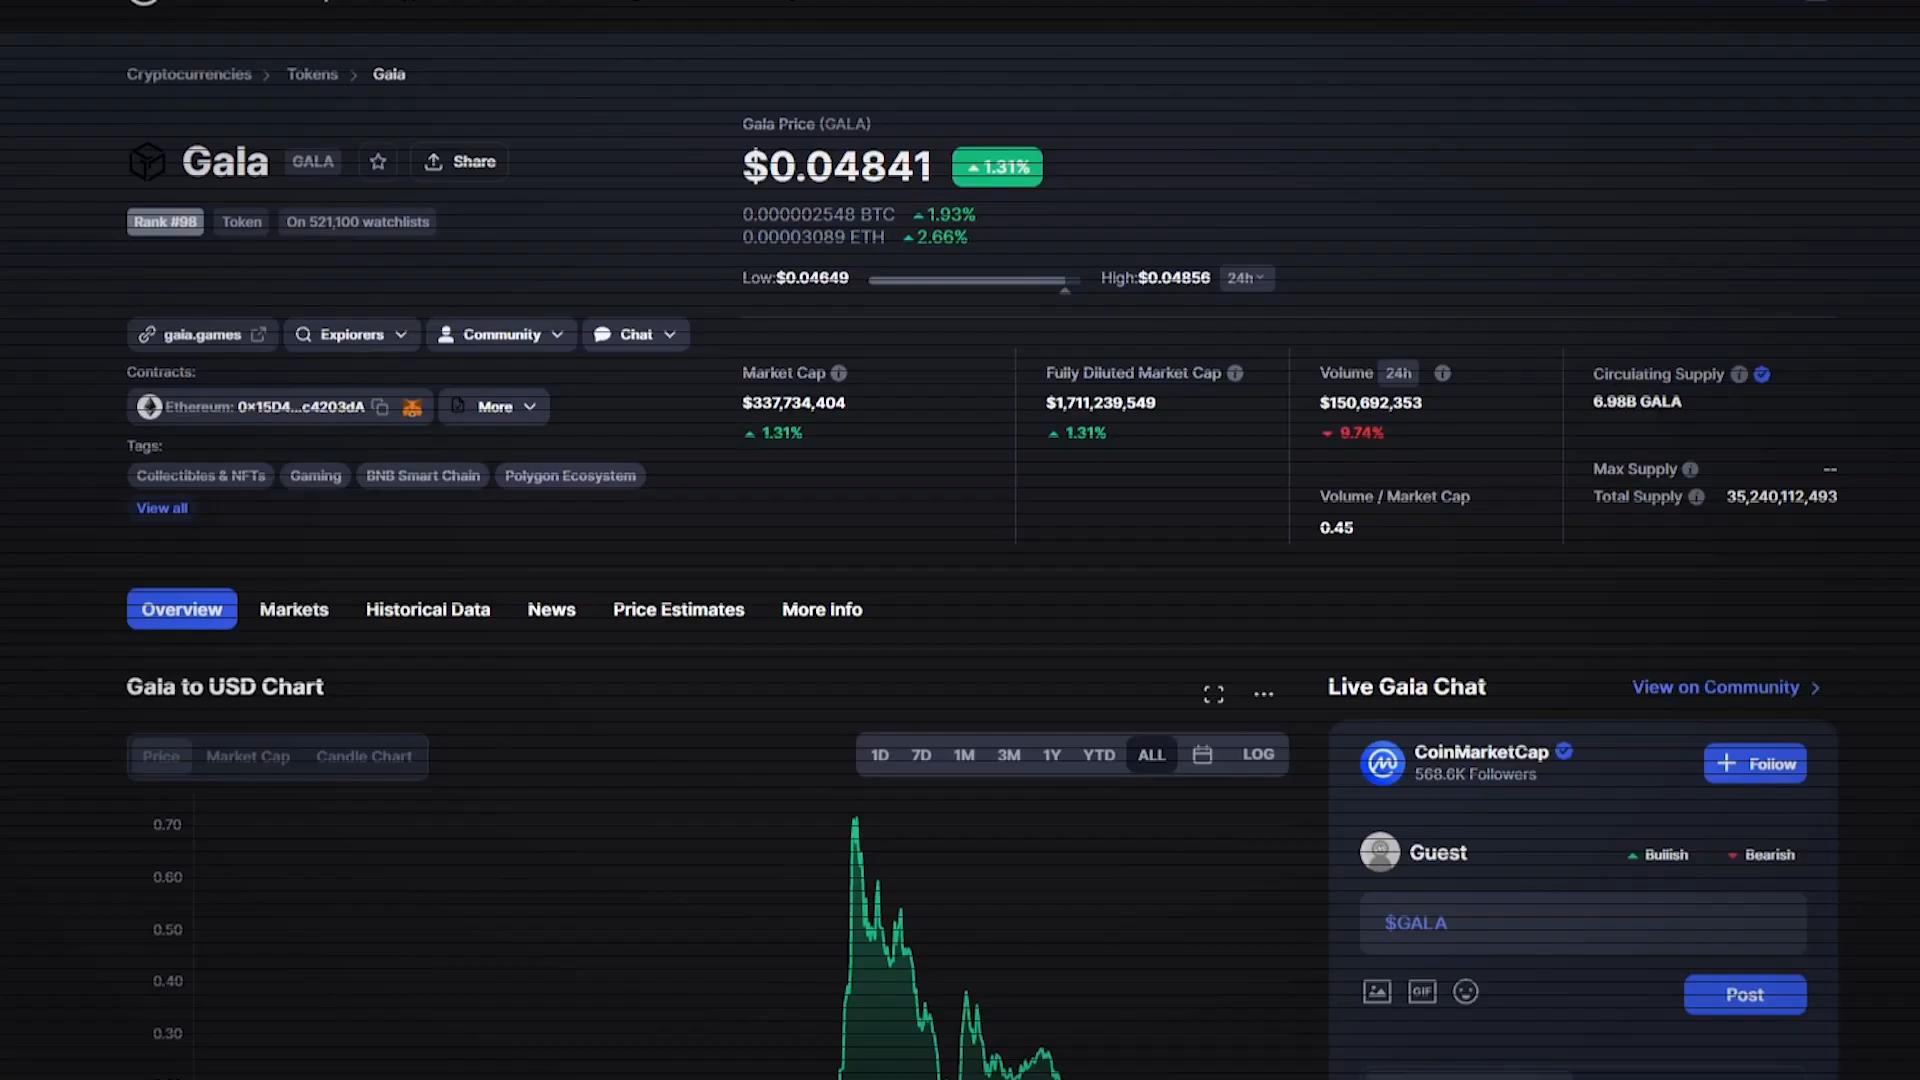 Cryptocurrencies > Tokens > Gala
Gala GALA Share
Rank #98 Token On 521,100 watchlists
Gala Price (GALA)
$0.04841 1.31%
0.000002548 BTC 1.93%
0.00003089 ETH 2.66%
Low:$0.04649 High:$0.04856 24h
gala.games Explorers Community Chat
Contracts:
Ethereum: 0x15D4...c4203dA More
Tags:
Collectibles & NFTs Gaming BNB Smart Chain Polygon Ecosystem
View all
Market Cap
$337,734,404
1.31%
Fully Diluted Market Cap
$1,711,239,549
1.31%
Volume 24h
$150,692,353
9.74%
Volume / Market Cap
0.45
Circulating Supply
6.98B GALA
Max Supply --
Total Supply 35,240,112,493
Overview Markets Historical Data News Price Estimates More Info
Gala to USD Chart
Price Market Cap Candle Chart
1D 7D 1M 3M 1Y YTD ALL LOG
0.70
0.60
0.50
0.40
0.30
Live Gala Chat View on Community >
CoinMarketCap
568.6K Followers
+ Follow
Guest Bullish Bearish
$GALA
GIF
Post